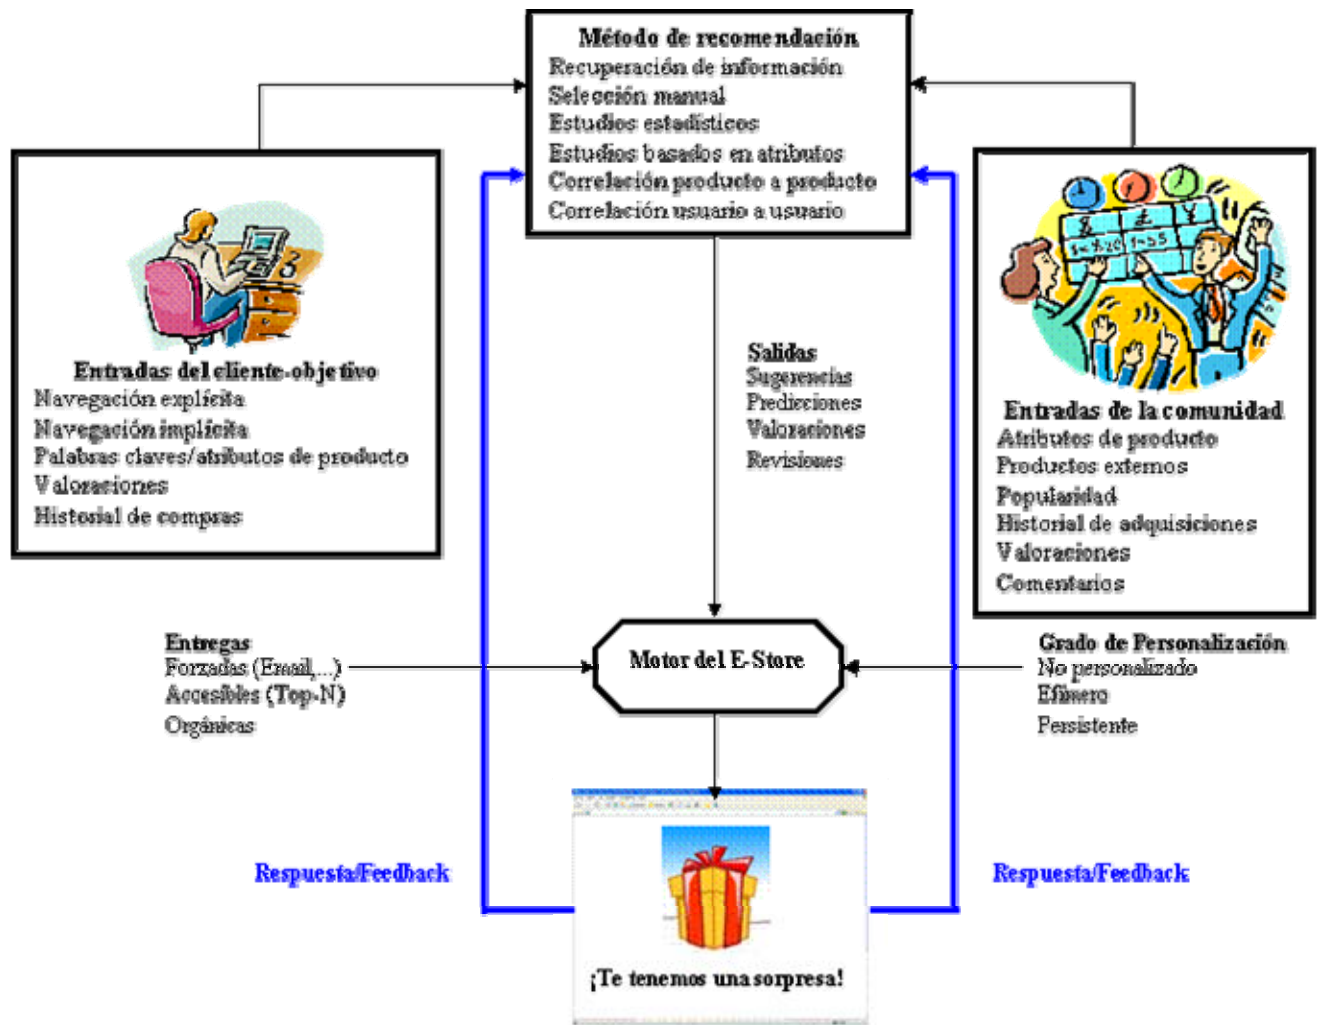 Método de recomendación
Recuperación de información
Selección manual
Estudios estadísticos
Estudios basados en atributos
Correlación producto a producto
Correlación usuario a usuario
Entradas del cliente-objetivo
Navegación explícita
Navegación implícita
Palabras claves/atributos de producto
Valoraciones
Historial de compras
Salidas
Sugerencias
Predicciones
Valoraciones
Revisiones
Entradas de la comunidad
Atributos de producto
Productos externos
Popularidad
Historial de adquisiciones
Valoraciones
Comentarios
Entregas
Forzadas (Email,...)
Accesibles (Top-N)
Orgánicas
Motor del E-Store
Grado de Personalización
No personalizado
Efímero
Persistente
Respuesta/Feedback
Respuesta/Feedback
¡Te tenemos una sorpresa!